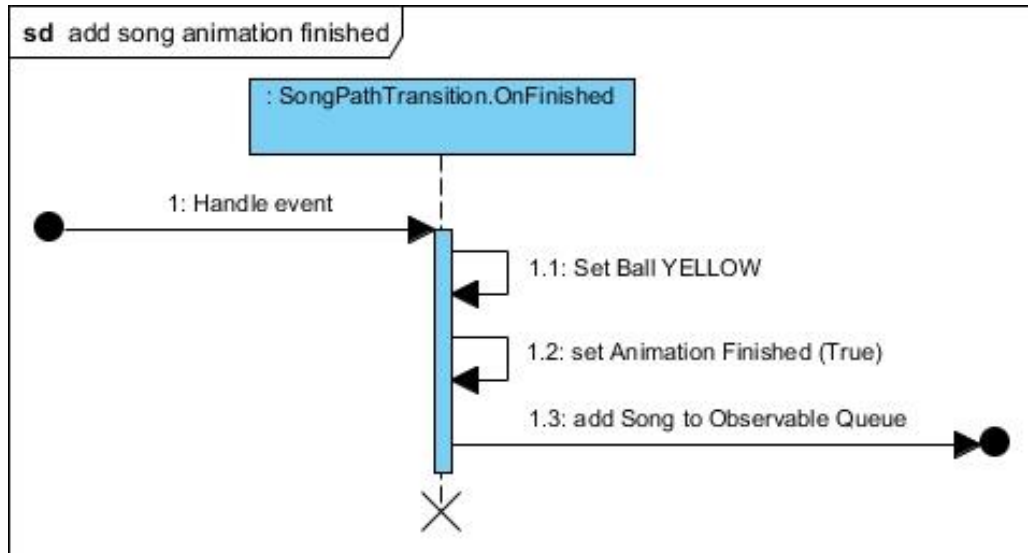 sd add song animation finished
: SongPathTransition.OnFinished
1: Handle event
1.1: Set Ball YELLOW
1.2: set Animation Finished (True)
1.3: add Song to Observable Queue